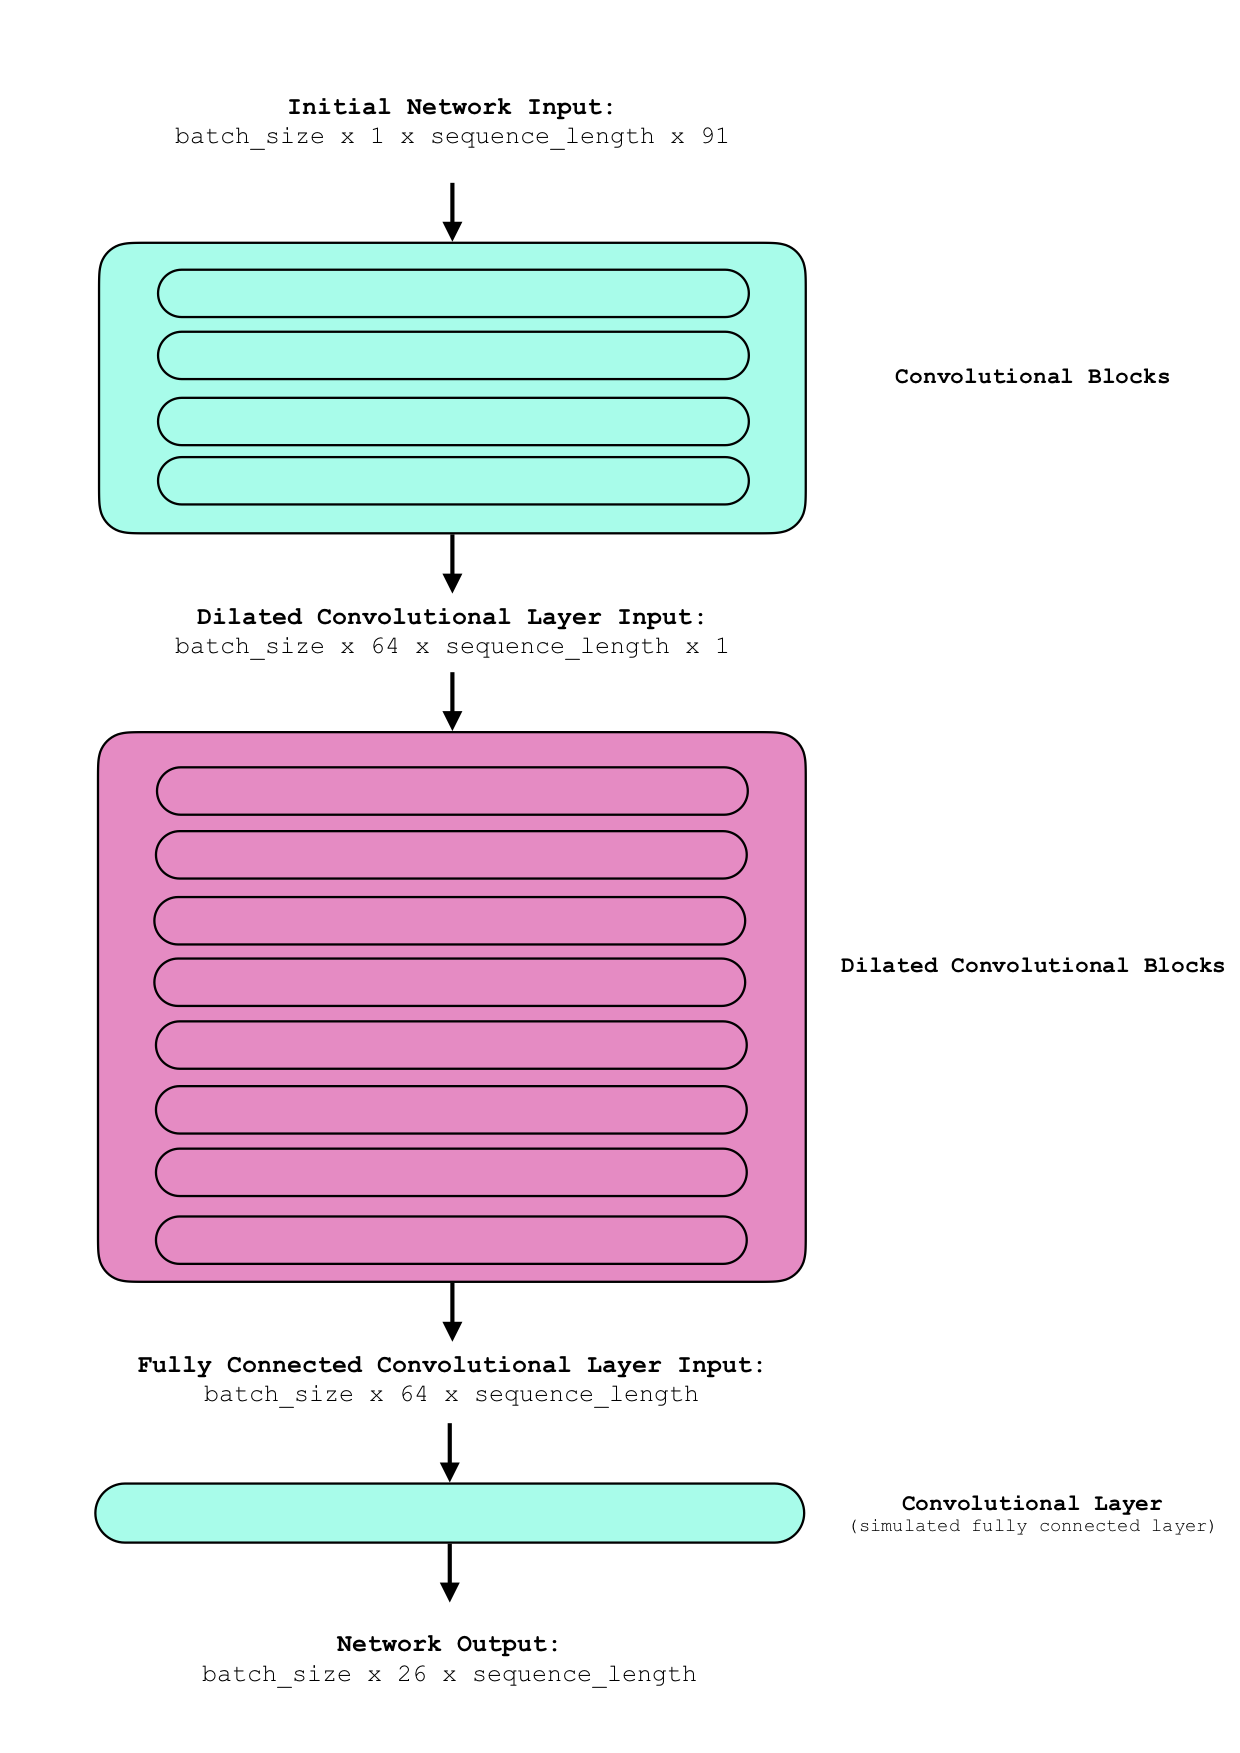 Initial Network Input:
batch_size x 1 x sequence_length x 91
Convolutional Blocks
Dilated Convolutional Layer Input:
batch_size x 64 x sequence_length x 1
Dilated Convolutional Blocks
Fully Connected Convolutional Layer Input:
batch_size x 64 x sequence_length
Convolutional Layer
(simulated fully connected layer)
Network Output:
batch_size x 26 x sequence_length